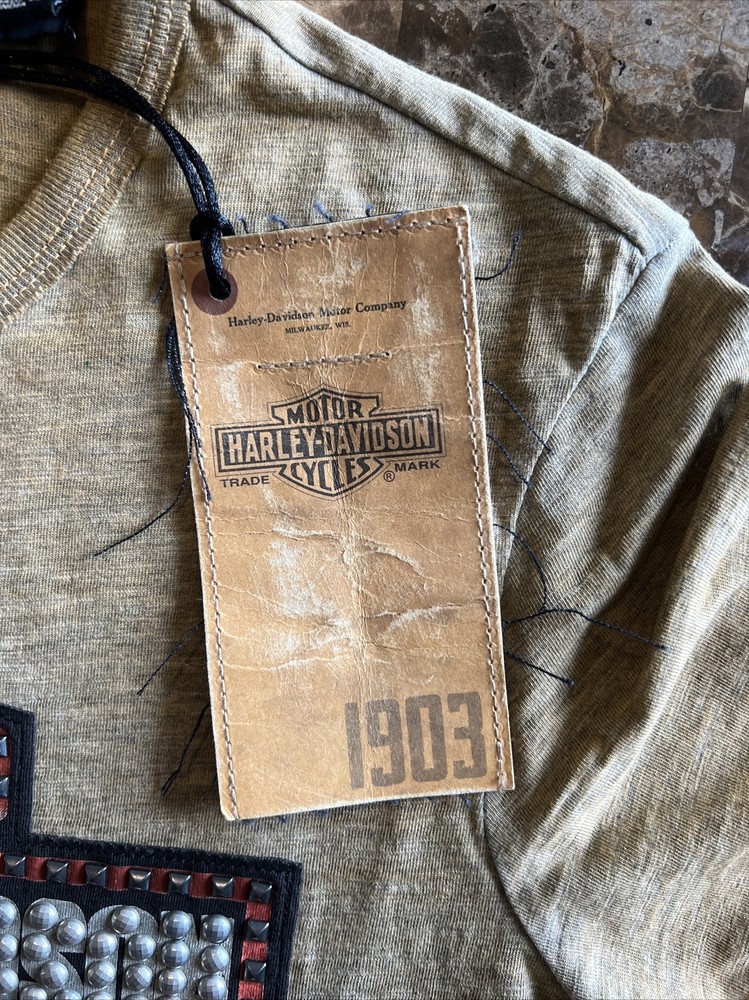 Harley-Davidson Motor Company
MILWAUKEE, WIS.
MOTOR
HARLEY-DAVIDSON
CYCLES
TRADE MARK
®
1903